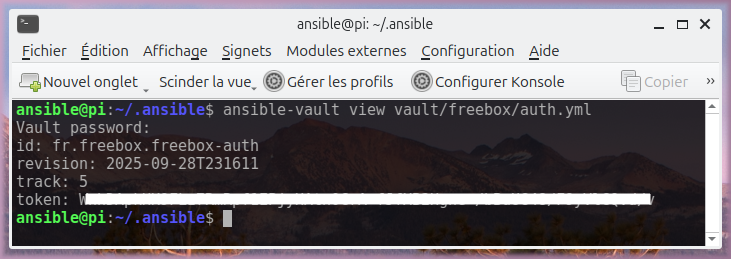 ansible@pi: ~/.ansible
Fichier Édition Affichage Signets Modules externes Configuration Aide
Nouvel onglet Scinder la vue Gérer les profils Configurer Konsole Copier »
ansible@pi:~/.ansible$ ansible-vault view vault/freebox/auth.yml
Vault password:
id: fr.freebox.freebox-auth
revision: 2025-09-28T231611
track: 5
token:
ansible@pi:~/.ansible$